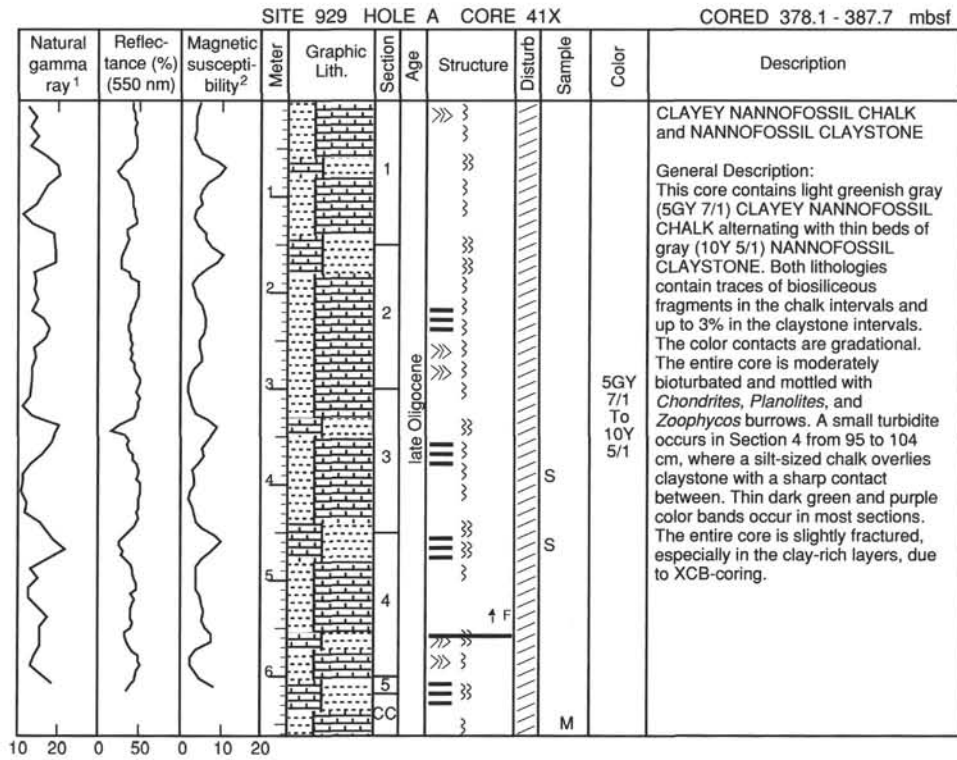 SITE 929 HOLE A CORE 41X CORED 378.1 - 387.7 mbsf
Natural gamma ray 1
Reflec-tance (%) (550 nm)
Magnetic suscepti-bility 2
Meter
Graphic Lith.
Section
Age
Structure
Disturb
Sample
Color
Description
1
2
3
4
5
6
1
2
3
4
5
CC
late Oligocene
F
S
S
M
5GY
7/1
To
10Y
5/1
CLAYEY NANNOFOSSIL CHALK
and NANNOFOSSIL CLAYSTONE
General Description:
This core contains light greenish gray
(5GY 7/1) CLAYEY NANNOFOSSIL
CHALK alternating with thin beds of
gray (10Y 5/1) NANNOFOSSIL
CLAYSTONE. Both lithologies
contain traces of biosiliceous
fragments in the chalk intervals and
up to 3% in the claystone intervals.
The color contacts are gradational.
The entire core is moderately
bioturbated and mottled with
Chondrites, Planolites, and
Zoophycos burrows. A small turbidite
occurs in Section 4 from 95 to 104
cm, where a silt-sized chalk overlies
claystone with a sharp contact
between. Thin dark green and purple
color bands occur in most sections.
The entire core is slightly fractured,
especially in the clay-rich layers, due
to XCB-coring.
10 20 0 50 0 10 20